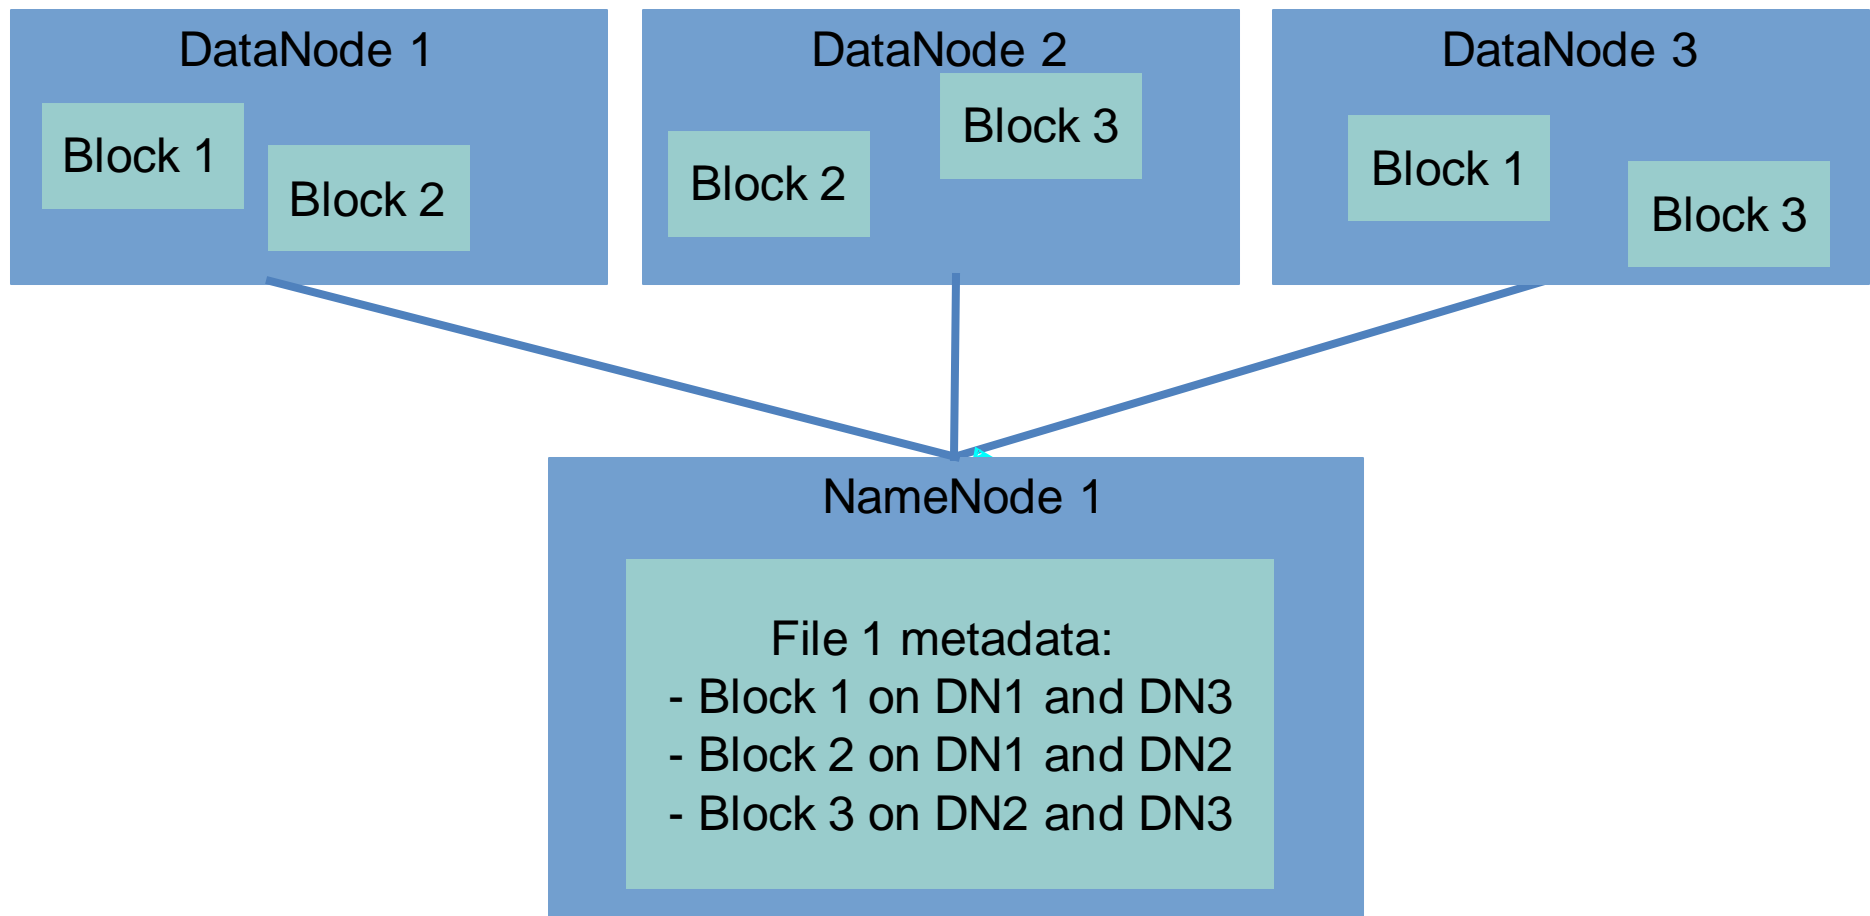 DataNode 1
Block 1
Block 2
DataNode 2
Block 2
Block 3
DataNode 3
Block 1
Block 3
NameNode 1
File 1 metadata:
- Block 1 on DN1 and DN3
- Block 2 on DN1 and DN2
- Block 3 on DN2 and DN3